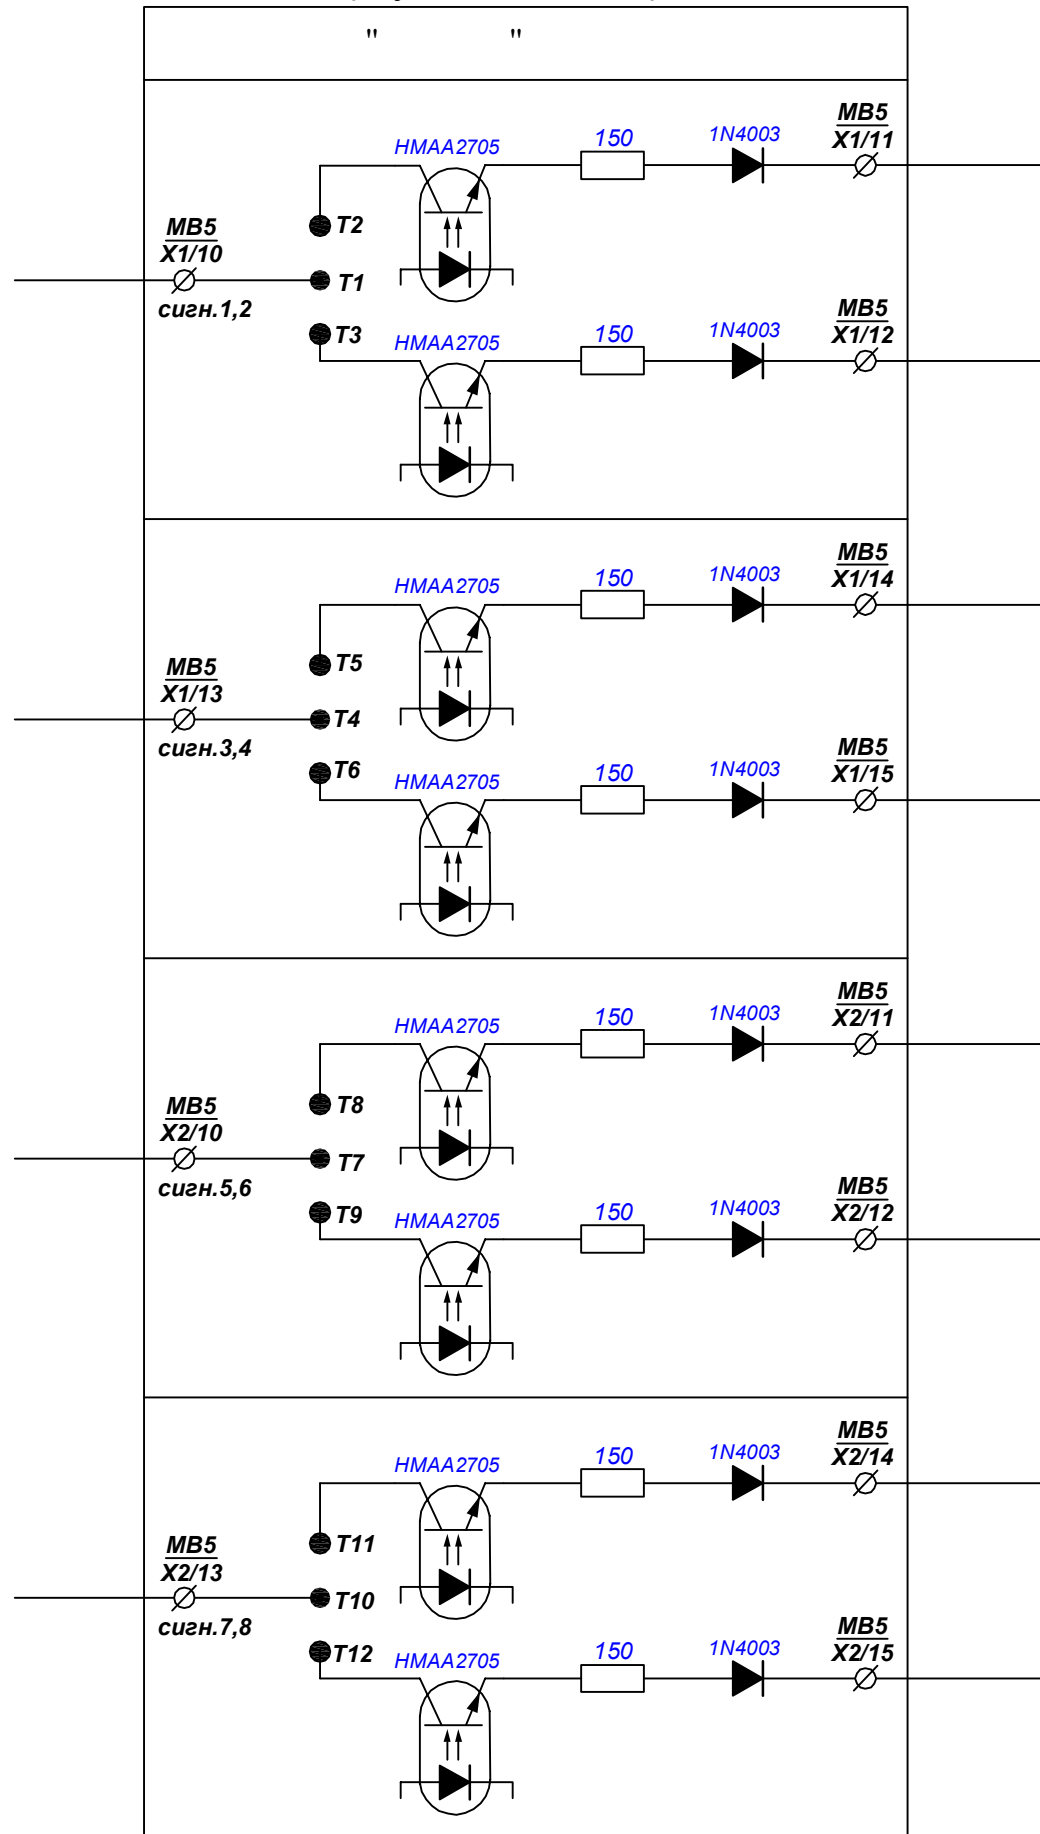 " "
HMAA2705 150 1N4003 MB5
X1/11
T2
MB5
X1/10
T1
сигн.1,2
T3
HMAA2705 150 1N4003 MB5
X1/12
HMAA2705 150 1N4003 MB5
X1/14
T5
MB5
X1/13
T4
сигн.3,4
T6
HMAA2705 150 1N4003 MB5
X1/15
HMAA2705 150 1N4003 MB5
X2/11
T8
MB5
X2/10
T7
сигн.5,6
T9
HMAA2705 150 1N4003 MB5
X2/12
HMAA2705 150 1N4003 MB5
X2/14
T11
MB5
X2/13
T10
сигн.7,8
T12
HMAA2705 150 1N4003 MB5
X2/15